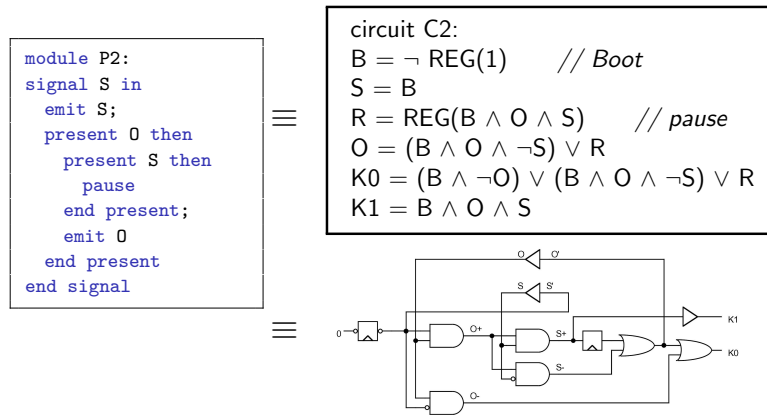 module P2:
signal S in
emit S;
present O then
present S then
pause
end present;
emit O
end present
end signal
≡
circuit C2:
B = ¬ REG(1) // Boot
S = B
R = REG(B ∧ O ∧ S) // pause
O = (B ∧ O ∧ ¬S) ∨ R
K0 = (B ∧ ¬O) ∨ (B ∧ O ∧ ¬S) ∨ R
K1 = B ∧ O ∧ S
≡
O O'
S S'
K1
0 O+ S+
K0
S-
O-